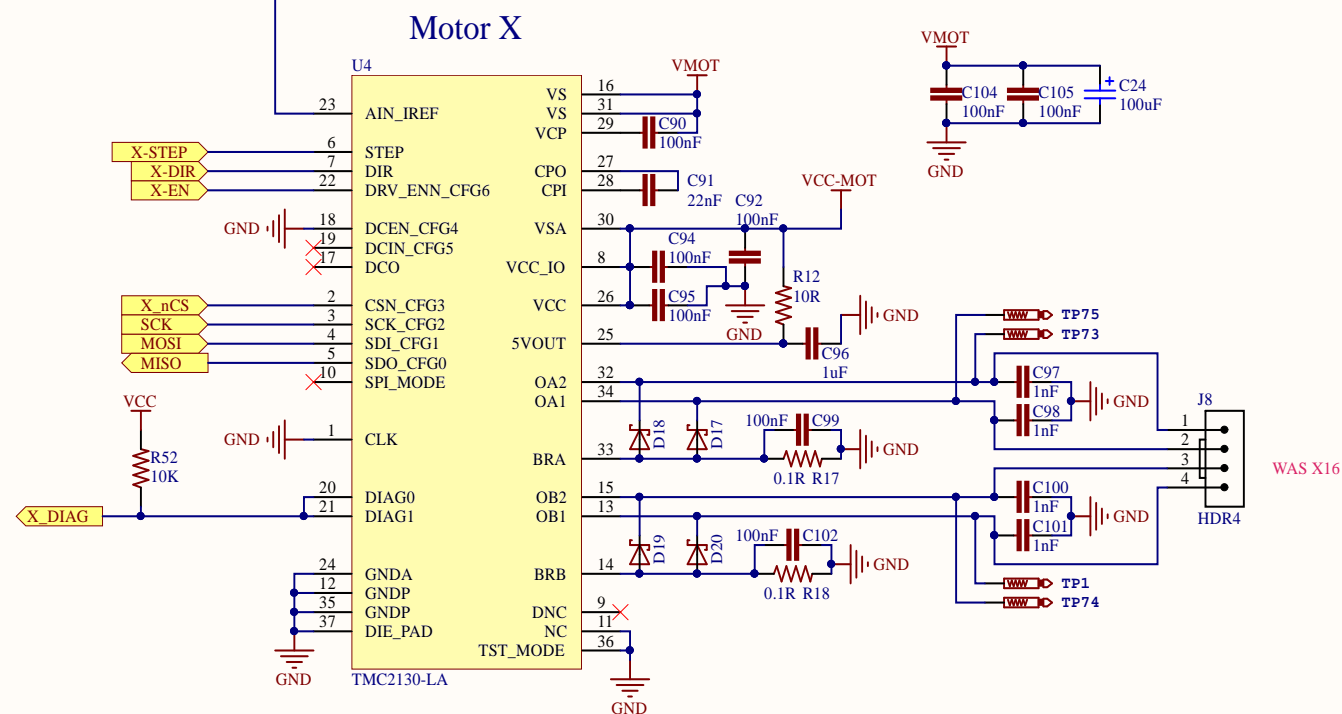 Motor X
U4
VMOT
VMOT
C104
100nF
C105
100nF
+
C24
100uF
GND
23
AIN_IREF
VS
16
VS
31
VCP
29
C90
100nF
X-STEP
6
STEP
X-DIR
7
DIR
X-EN
22
DRV_ENN_CFG6
CPO
27
CPI
28
C91
22nF
VCC-MOT
GND
18
DCEN_CFG4
19
DCIN_CFG5
17
DCO
VSA
30
C92
100nF
C94
100nF
VCC_IO
8
R12
10R
VCC
26
C95
100nF
GND
X_nCS
2
CSN_CFG3
SCK
3
SCK_CFG2
MOSI
4
SDI_CFG1
MISO
5
SDO_CFG0
10
SPI_MODE
5VOUT
25
C96
1uF
GND
TP75
TP73
OA2
32
OA1
34
C97
1nF
C98
1nF
GND
J8
VCC
R52
10K
GND
1
CLK
D18
D17
100nF
C99
BRA
33
0.1R R17
GND
1
2
3
4
HDR4
WAS X16
X_DIAG
20
DIAG0
21
DIAG1
OB2
15
OB1
13
C100
1nF
C101
1nF
GND
D19
D20
100nF
C102
BRB
14
0.1R R18
GND
TP1
TP74
24
GNDA
12
GNDP
35
GNDP
37
DIE_PAD
GND
DNC
9
NC
11
TST_MODE
36
GND
TMC2130-LA